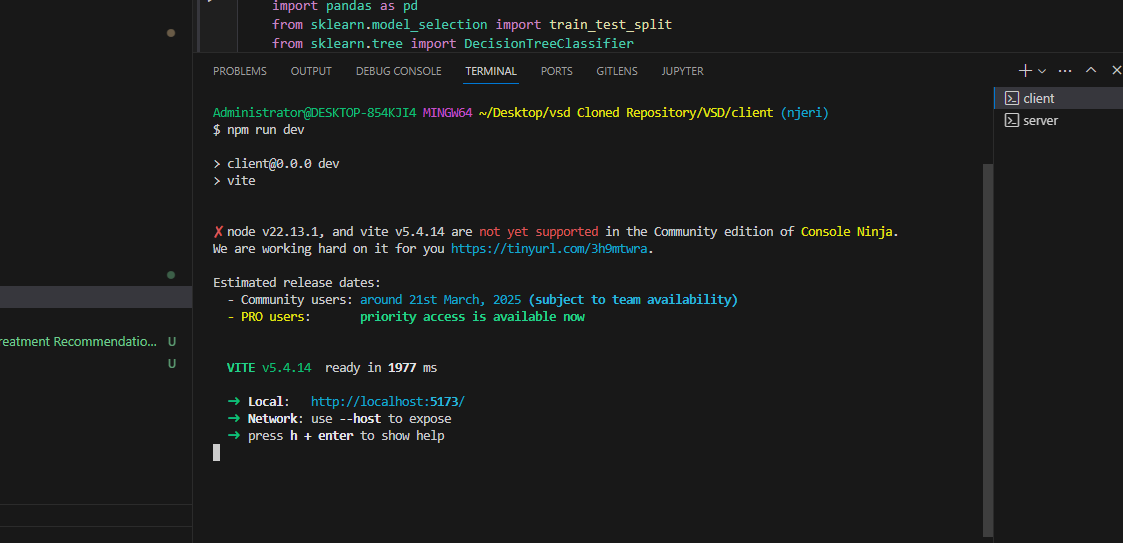 import pandas as pd
from sklearn.model_selection import train_test_split
from sklearn.tree import DecisionTreeClassifier
PROBLEMS OUTPUT DEBUG CONSOLE TERMINAL PORTS GITLENS JUPYTER
client
server
Administrator@DESKTOP-854KJI4 MINGW64 ~/Desktop/vsd Cloned Repository/VSD/client (njeri)
$ npm run dev
> client@0.0.0 dev
> vite
✗ node v22.13.1, and vite v5.4.14 are not yet supported in the Community edition of Console Ninja.
We are working hard on it for you https://tinyurl.com/3h9mtwra.
Estimated release dates:
- Community users: around 21st March, 2025 (subject to team availability)
- PRO users: priority access is available now
VITE v5.4.14 ready in 1977 ms
➜ Local: http://localhost:5173/
➜ Network: use --host to expose
➜ press h + enter to show help
reatment Recommendatio... U
U